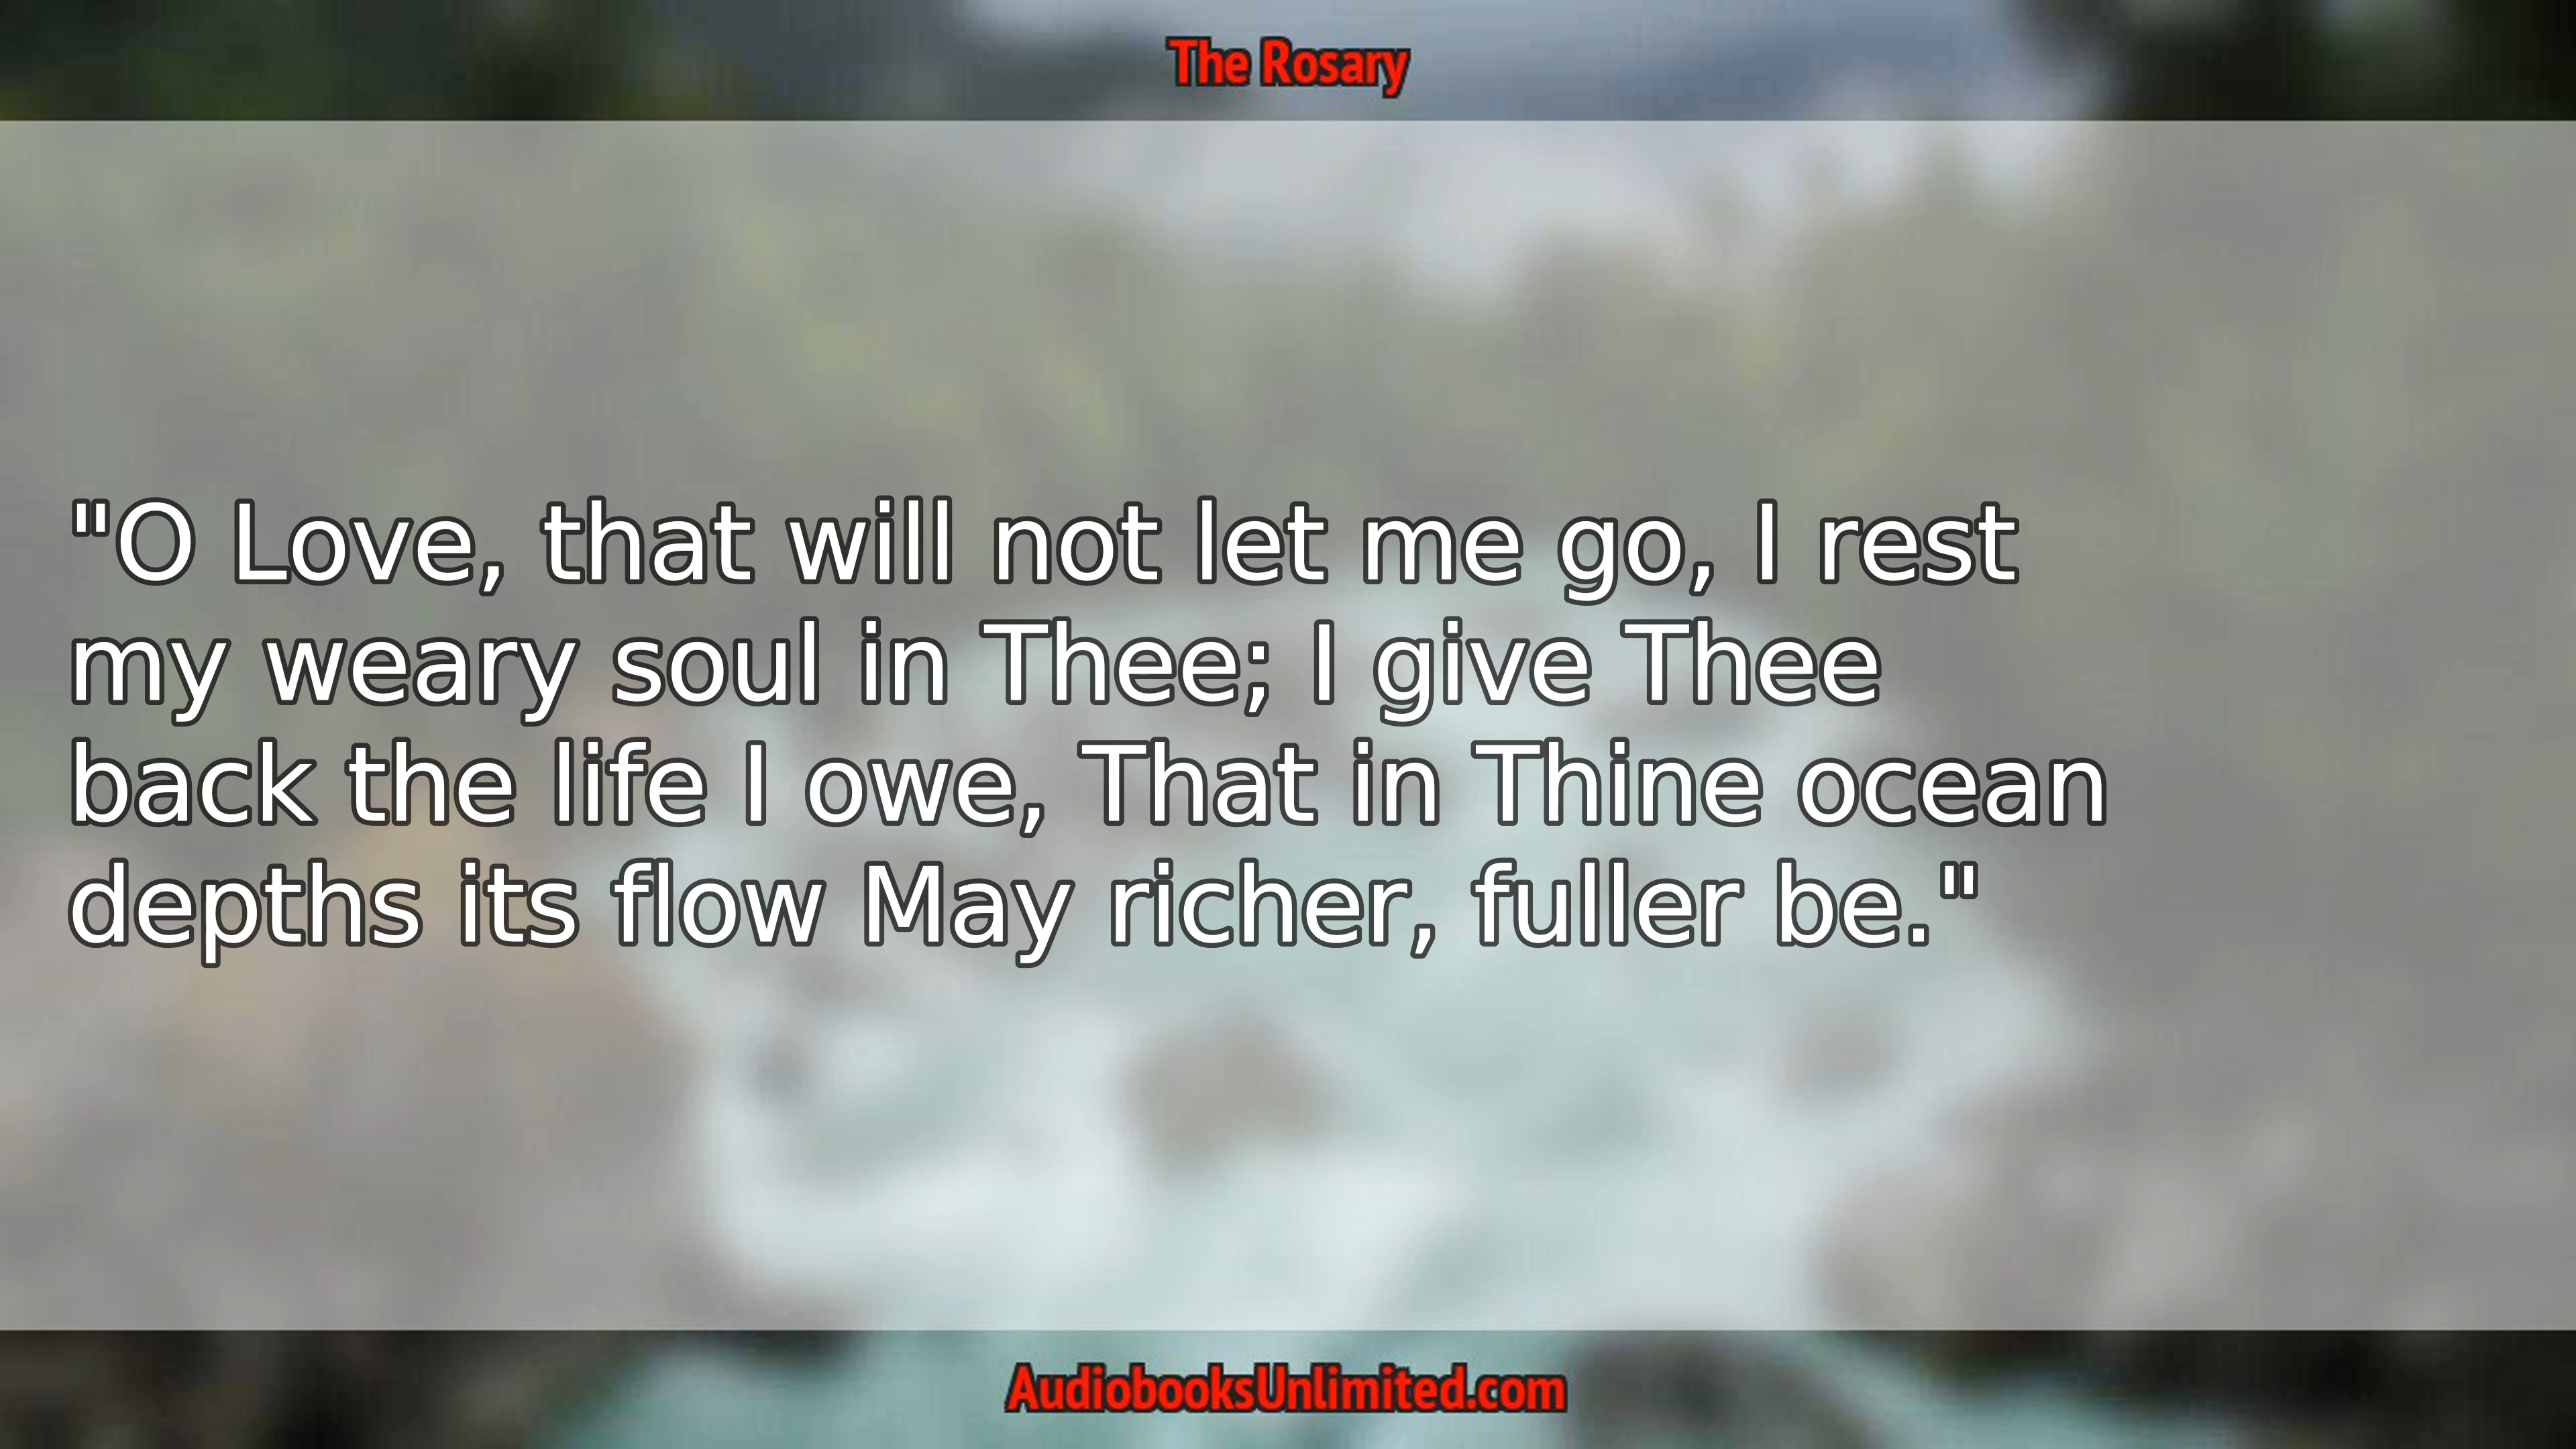 The Rosary
"O Love, that will not let me go, I rest
my weary soul in Thee; I give Thee
back the life I owe, That in Thine ocean
depths its flow May richer, fuller be."
AudiobooksUnlimited.com